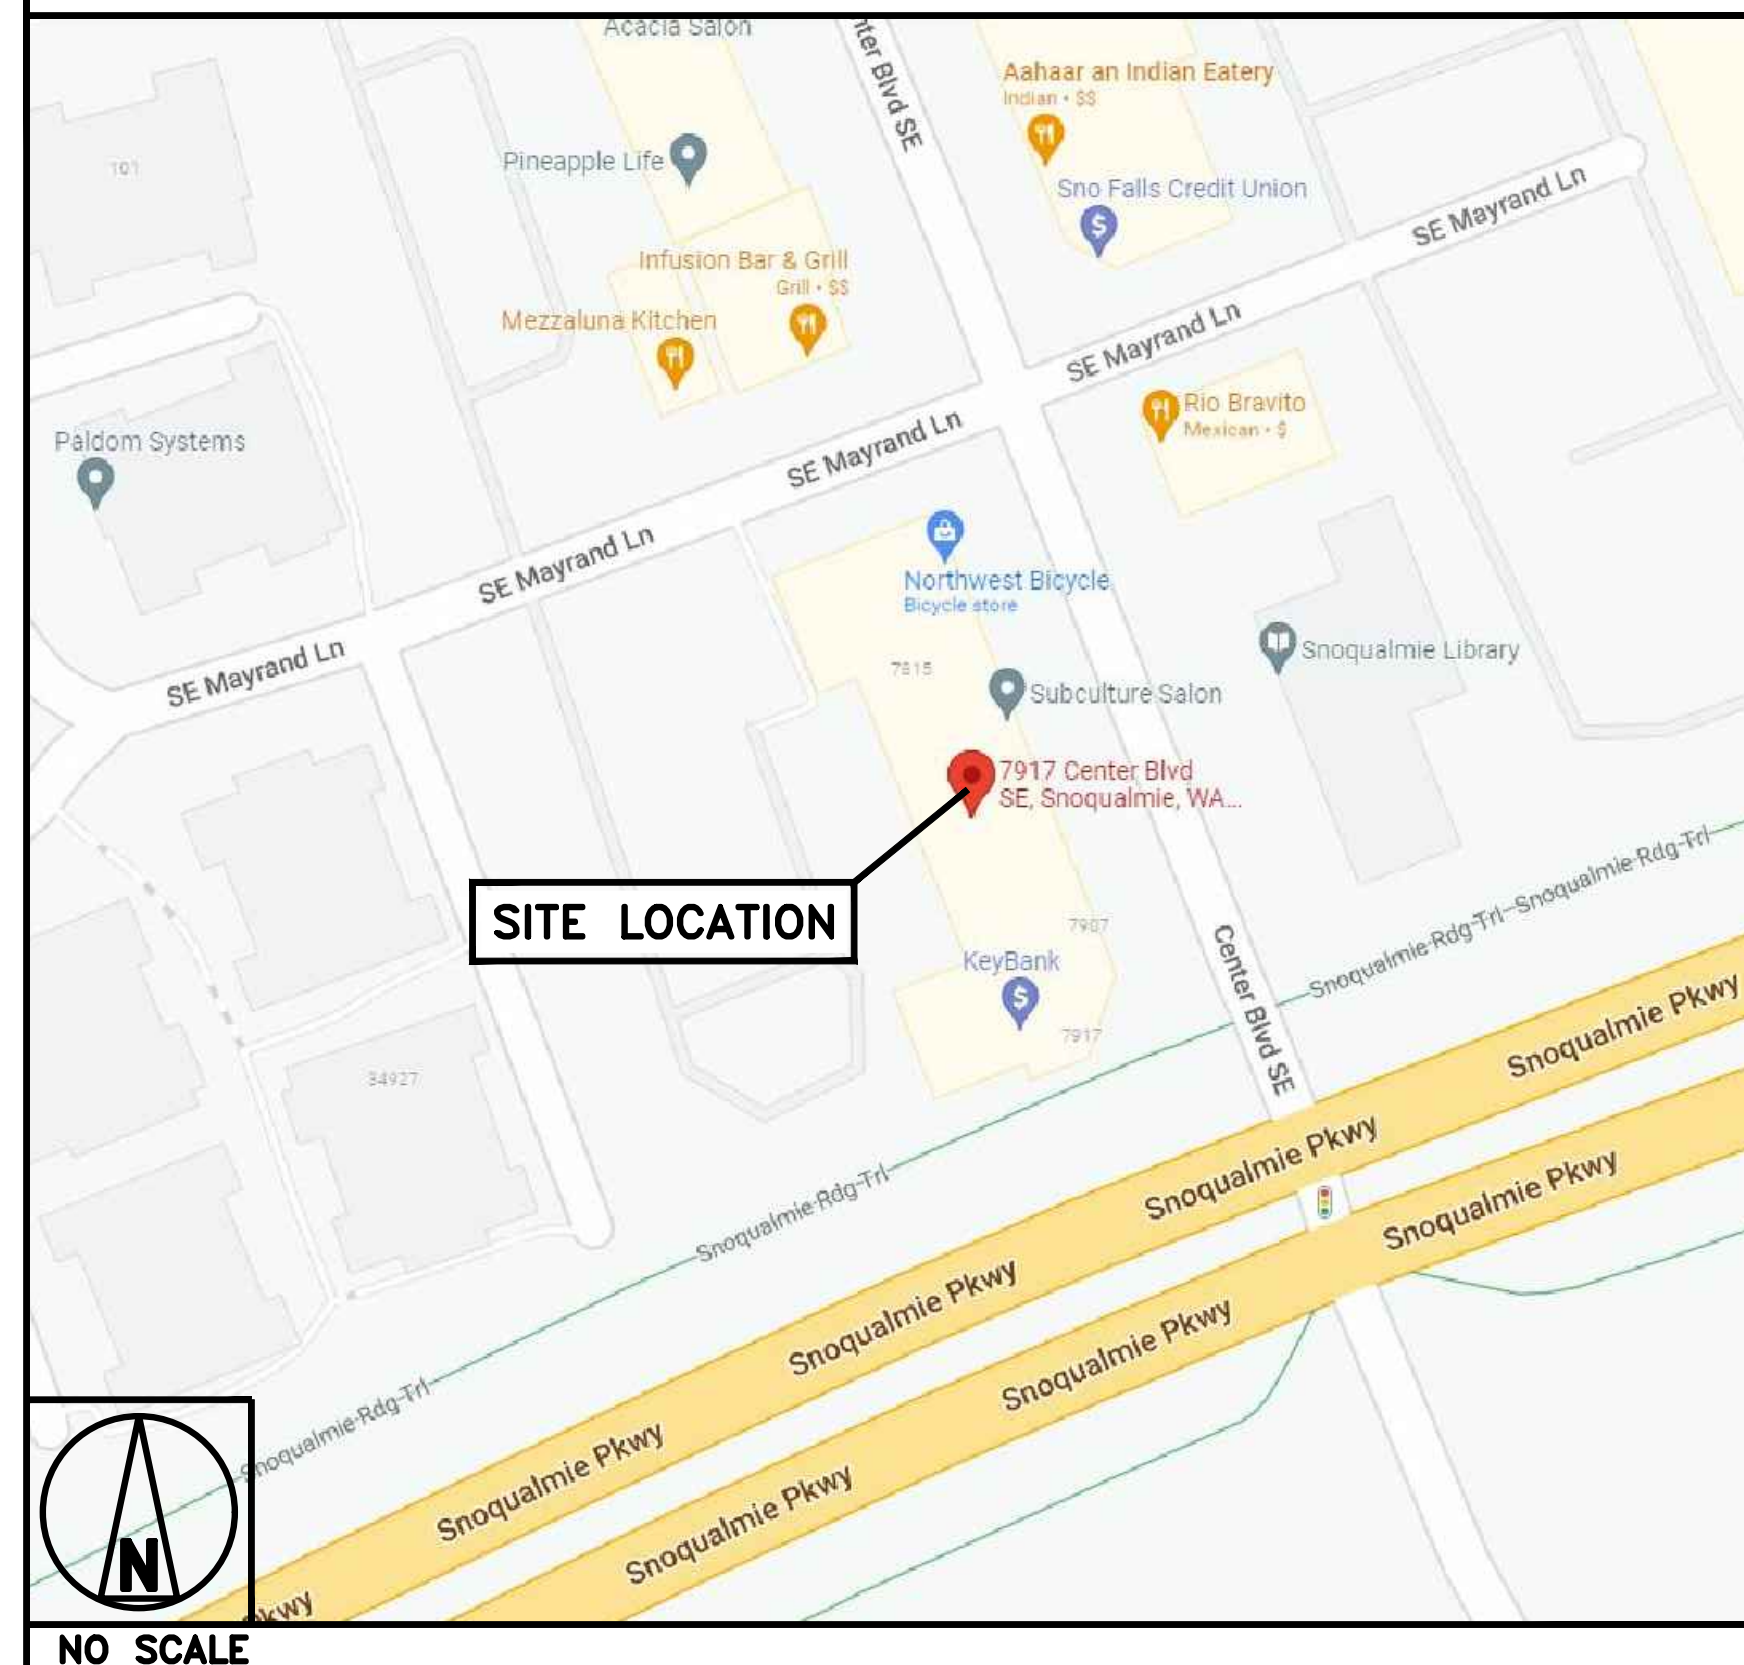 Acacia Salon
nter Blvd SE
Aahaar an Indian Eatery
Indian • $$
101
Pineapple Life
Sno Falls Credit Union
SE Mayrand Ln
Infusion Bar & Grill
Grill • $$
Mezzaluna Kitchen
SE Mayrand Ln
Rio Bravito
Mexican • $
Paldom Systems
SE Mayrand Ln
SE Mayrand Ln
Northwest Bicycle
Bicycle store
SE Mayrand Ln
7815
Snoqualmie Library
Subculture Salon
7917 Center Blvd
SE, Snoqualmie, WA...
SITE LOCATION
Snoqualmie-Rdg-Trl-Snoqualmie-Rdg-Trl
7907
KeyBank
Center Blvd SE
7917
Snoqualmie Pkwy
34927
Snoqualmie Pkwy
Snoqualmie-Rdg-Trl
Snoqualmie Pkwy
Snoqualmie Pkwy
Snoqualmie Pkwy
Snoqualmie-Rdg-Trl
Snoqualmie Pkwy
Snoqualmie Pkwy
N
Pkwy
NO SCALE